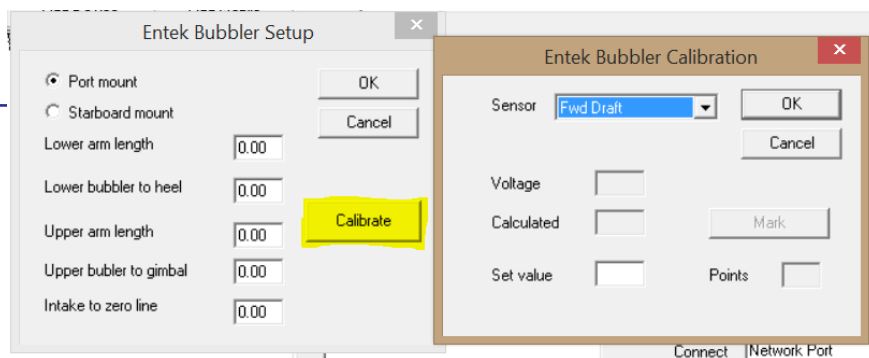 Entek Bubbler Setup
Port mount
Starboard mount
Lower arm length
0.00
Lower bubbler to heel
0.00
Upper arm length
0.00
Upper bubler to gimbal
0.00
Intake to zero line
0.00
OK
Cancel
Calibrate
Entek Bubbler Calibration
Sensor
Fwd Draft
OK
Cancel
Voltage
Calculated
Mark
Set value
Points
Connect
Network Port